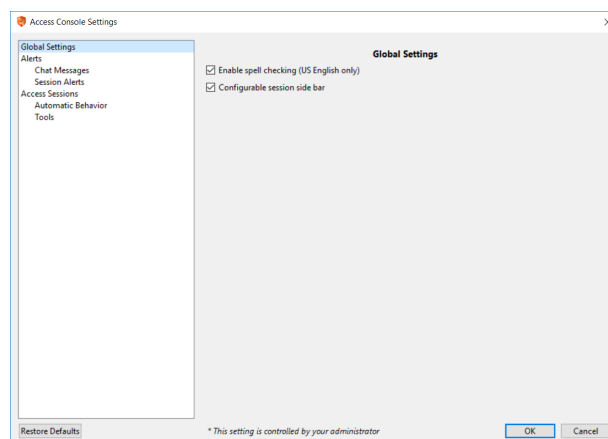 Access Console Settings
Global Settings
Alerts
Chat Messages
Session Alerts
Access Sessions
Automatic Behavior
Tools
Global Settings
Enable spell checking (US English only)
Configurable session side bar
Restore Defaults
* This setting is controlled by your administrator
OK
Cancel